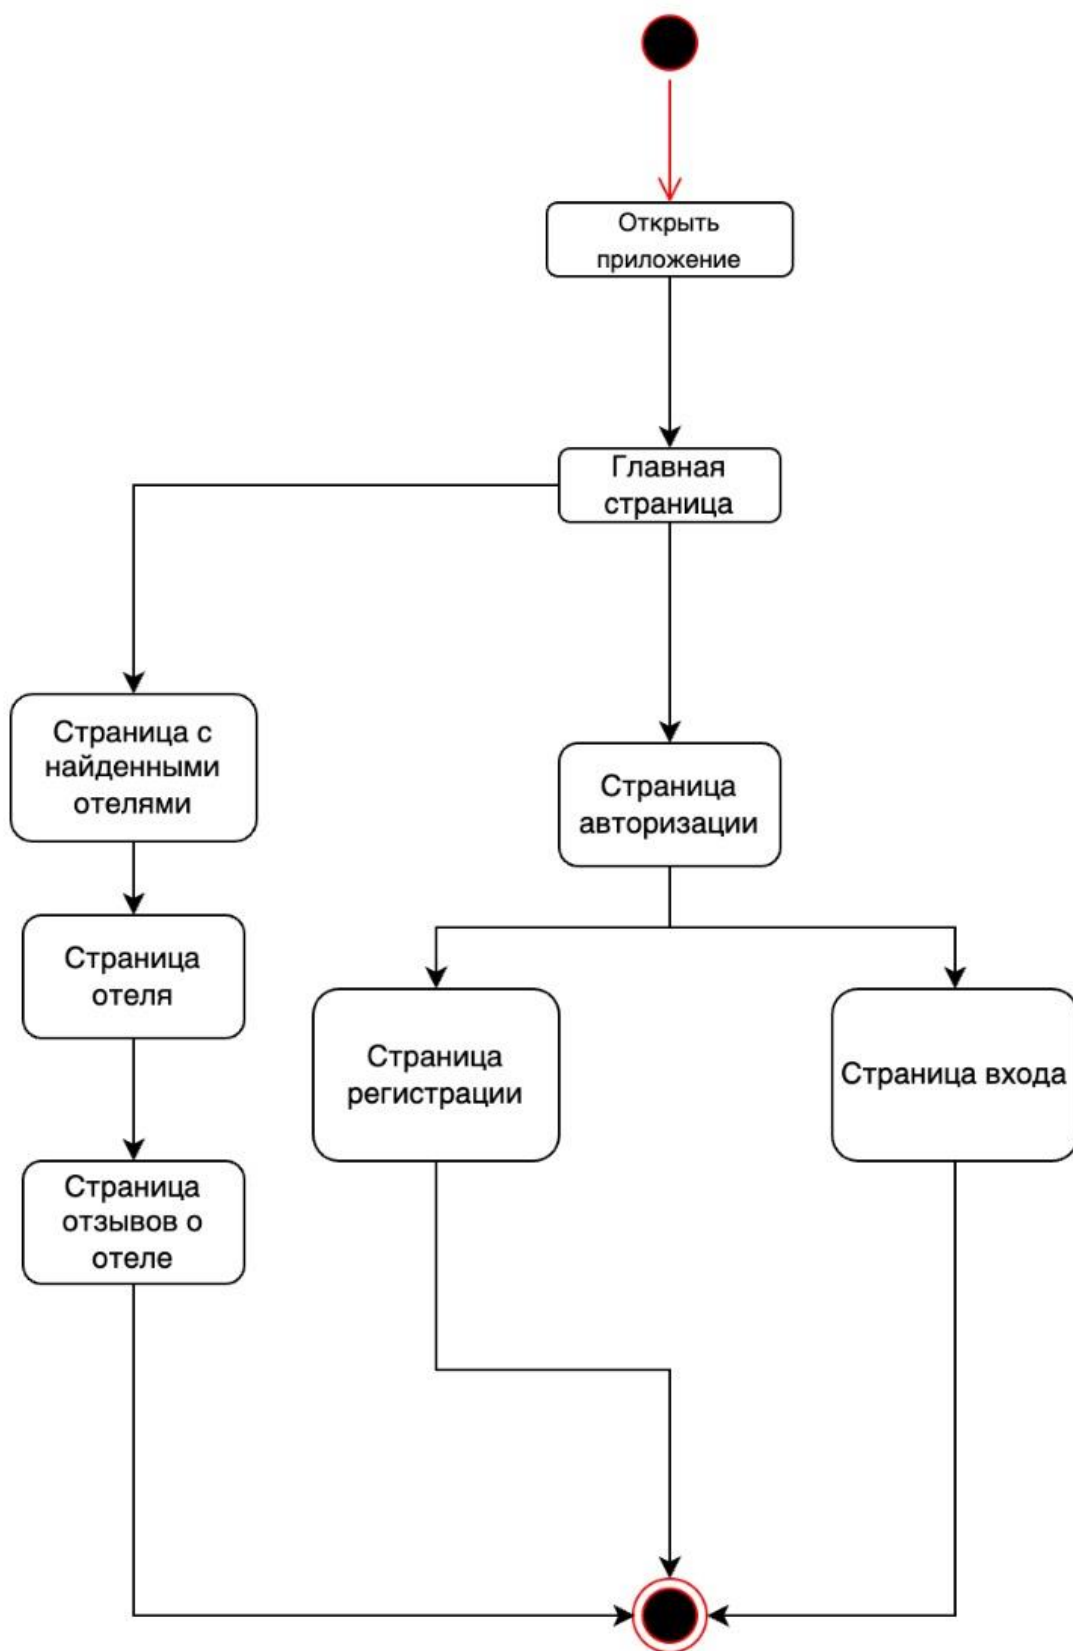 Открыть
приложение
Главная
страница
Страница с
найденными
отелями
Страница
авторизации
Страница
отеля
Страница
регистрации
Страница входа
Страница
отзывов о
отеле